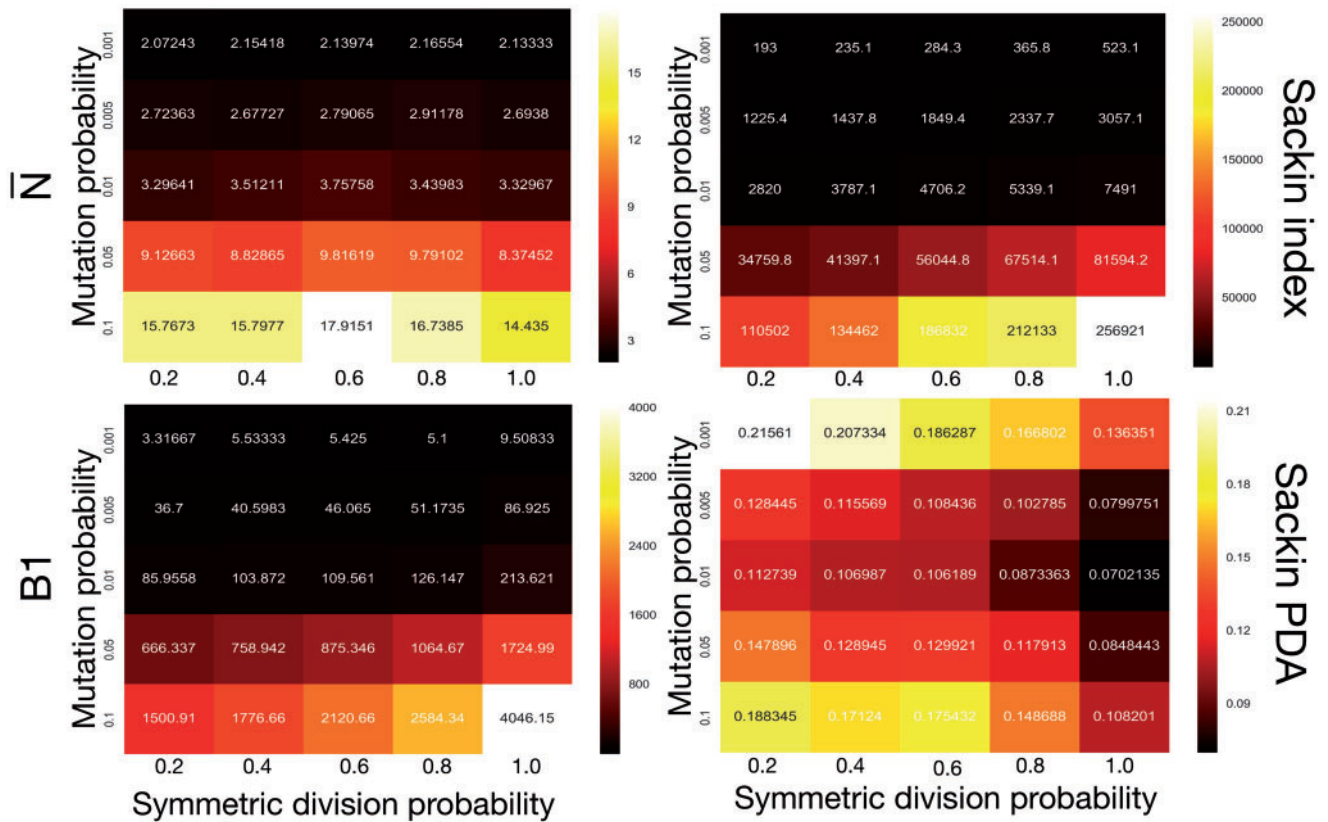 N
Mutation probability
0.001 2.07243 2.15418 2.13974 2.16554 2.13333
0.005 2.72363 2.67727 2.79065 2.91178 2.6938
0.01 3.29641 3.51211 3.75758 3.43983 3.32967
0.05 9.12663 8.82865 9.81619 9.79102 8.37452
0.1 15.7673 15.7977 17.9151 16.7385 14.435
0.2 0.4 0.6 0.8 1.0
15
12
9
6
3
Mutation probability
0.001 193 235.1 284.3 365.8 523.1
0.005 1225.4 1437.8 1849.4 2337.7 3057.1
0.01 2820 3787.1 4706.2 5339.1 7491
0.05 34759.8 41397.1 56044.8 67514.1 81594.2
0.1 110502 134462 186832 212133 256921
0.2 0.4 0.6 0.8 1.0
250000
200000
150000
100000
50000
Sackin index
B1
Mutation probability
0.001 3.31667 5.53333 5.425 5.1 9.50833
0.005 36.7 40.5983 46.065 51.1735 86.925
0.01 85.9558 103.872 109.561 126.147 213.621
0.05 666.337 758.942 875.346 1064.67 1724.99
0.1 1500.91 1776.66 2120.66 2584.34 4046.15
0.2 0.4 0.6 0.8 1.0
Symmetric division probability
4000
3200
2400
1600
800
Mutation probability
0.001 0.21561 0.207334 0.186287 0.166802 0.136351
0.005 0.128445 0.115569 0.108436 0.102785 0.0799751
0.01 0.112739 0.106987 0.106189 0.0873363 0.0702135
0.05 0.147896 0.128945 0.129921 0.117913 0.0848443
0.1 0.188345 0.17124 0.175432 0.148688 0.108201
0.2 0.4 0.6 0.8 1.0
Symmetric division probability
0.21
0.18
0.15
0.12
0.09
Sackin PDA